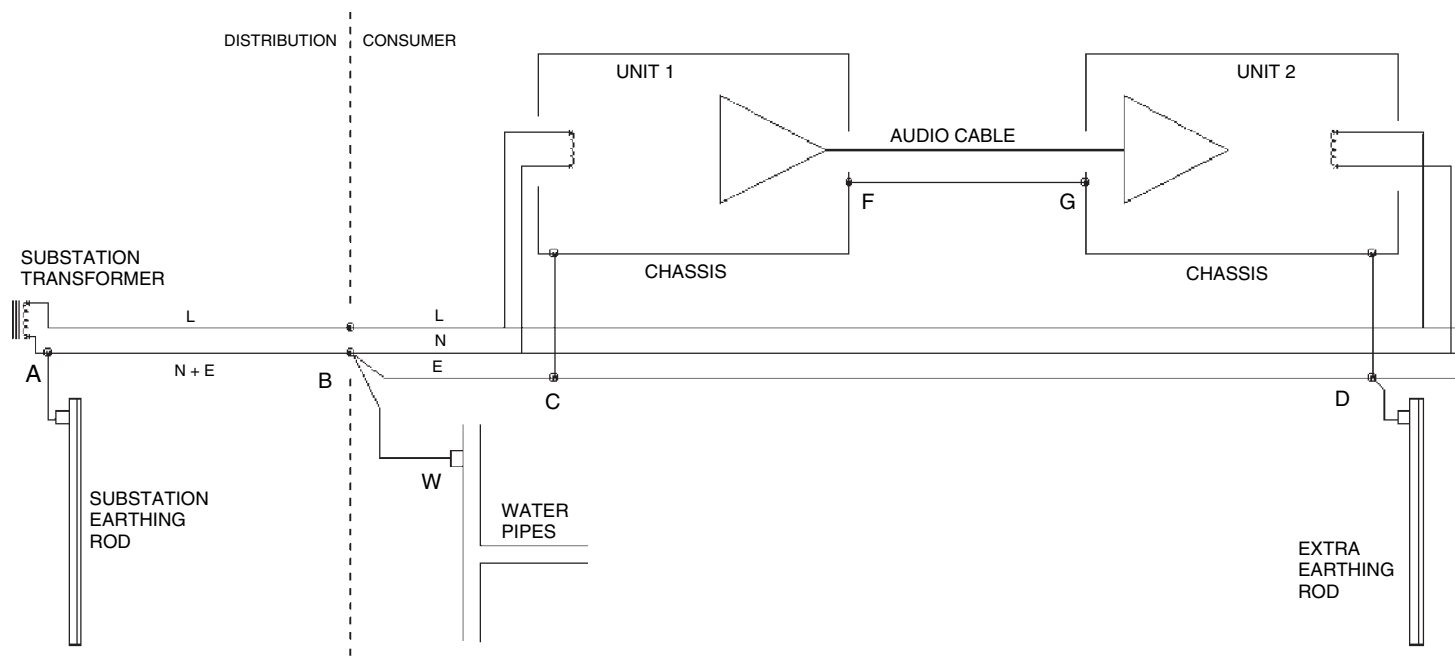 DISTRIBUTION
CONSUMER
UNIT 1
UNIT 2
AUDIO CABLE
F
G
CHASSIS
CHASSIS
SUBSTATION
TRANSFORMER
L
L
N
A
N + E
B
E
C
D
W
SUBSTATION
EARTHING
ROD
WATER
PIPES
EXTRA
EARTHING
ROD